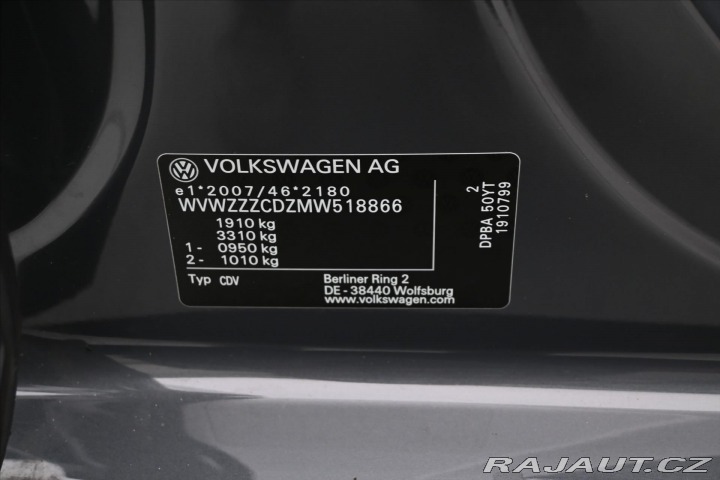 VOLKSWAGEN AG
e1*2007/46*2180
WVWZZZCDZMW518866
1910 kg
3310 kg
1- 0950 kg
2- 1010 kg
Typ CDV
Berliner Ring 2
DE - 38440 Wolfsburg
www.volkswagen.com
2
DPBA 50YT
1910799
RAJAUT.CZ